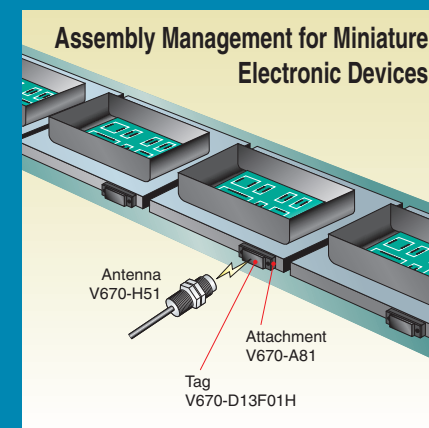 Assembly Management for Miniature
Electronic Devices
Antenna
V670-H51
Attachment
V670-A81
Tag
V670-D13F01H